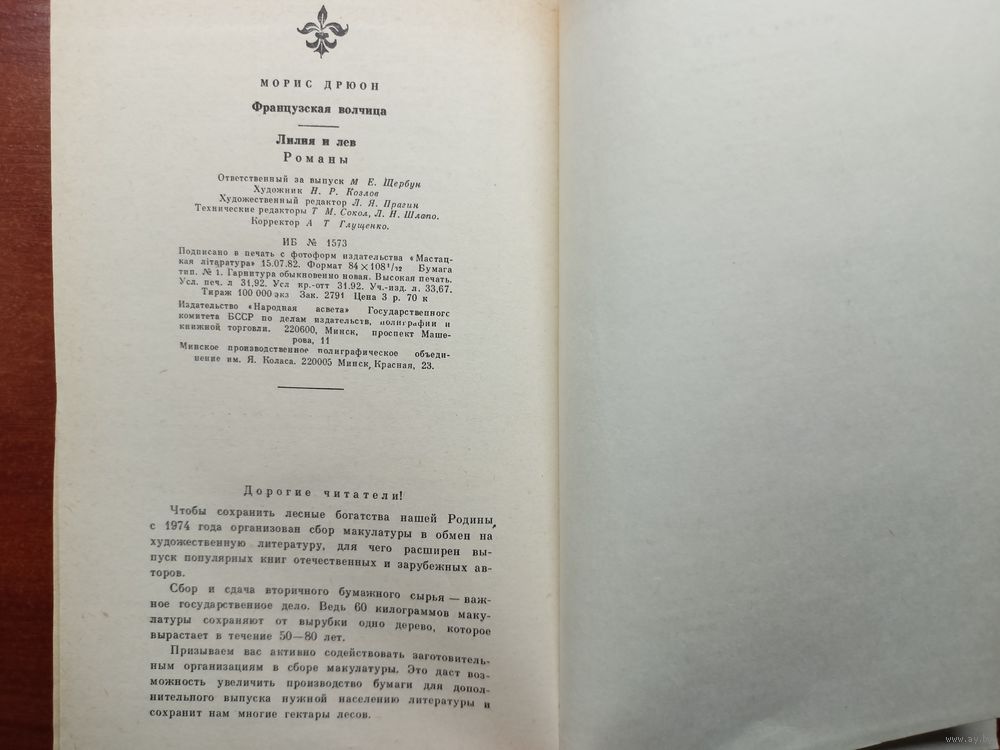 МОРИС ДРЮОН
Французская волчица
Лилия и лев
Романы
Ответственный за выпуск М Е. Щербун
Художник Н. Р. Козлов
Художественный редактор Л. Я. Прагин
Технические редакторы Т М. Сокол, Л. Н. Шлапо.
Корректор А Т Глущенко.
ИБ № 1573
Подписано в печать с фотоформ издательства «Мастац-
кая літаратура» 15.07.82. Формат 84×108 1/32 Бумага
тип. № 1. Гарнитура обыкновенно новая. Высокая печать.
Усл. печ. л 31,92. Усл кр.-отт 31.92. Уч.-изд. л. 33,67.
Тираж 100 000 экз Зак. 2791 Цена 3 р. 70 к
Издательство «Народная асвета» Государственного
комитета БССР по делам издательств, полиграфии и
книжной торговли. 220600, Минск, проспект Маше-
рова, 11
Минское производственное полиграфическое объеди-
нение им. Я. Коласа. 220005 Минск, Красная, 23.
Дорогие читатели!
Чтобы сохранить лесные богатства нашей Родины,
с 1974 года организован сбор макулатуры в обмен на
художественную литературу, для чего расширен вы-
пуск популярных книг отечественных и зарубежных ав-
торов.
Сбор и сдача вторичного бумажного сырья — важ-
ное государственное дело. Ведь 60 килограммов маку-
латуры сохраняют от вырубки одно дерево, которое
вырастает в течение 50—80 лет.
Призываем вас активно содействовать заготовитель-
ным организациям в сборе макулатуры. Это даст воз-
можность увеличить производство бумаги для допол-
нительного выпуска нужной населению литературы и
сохранит нам многие гектары лесов.